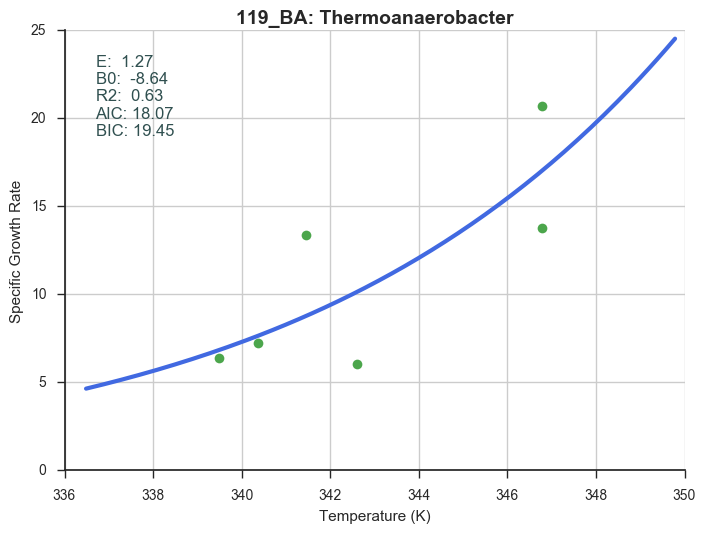 119_BA: Thermoanaerobacter
E: 1.27
B0: -8.64
R2: 0.63
AIC: 18.07
BIC: 19.45
Specific Growth Rate
25
20
15
10
5
0
336 338 340 342 344 346 348 350
Temperature (K)